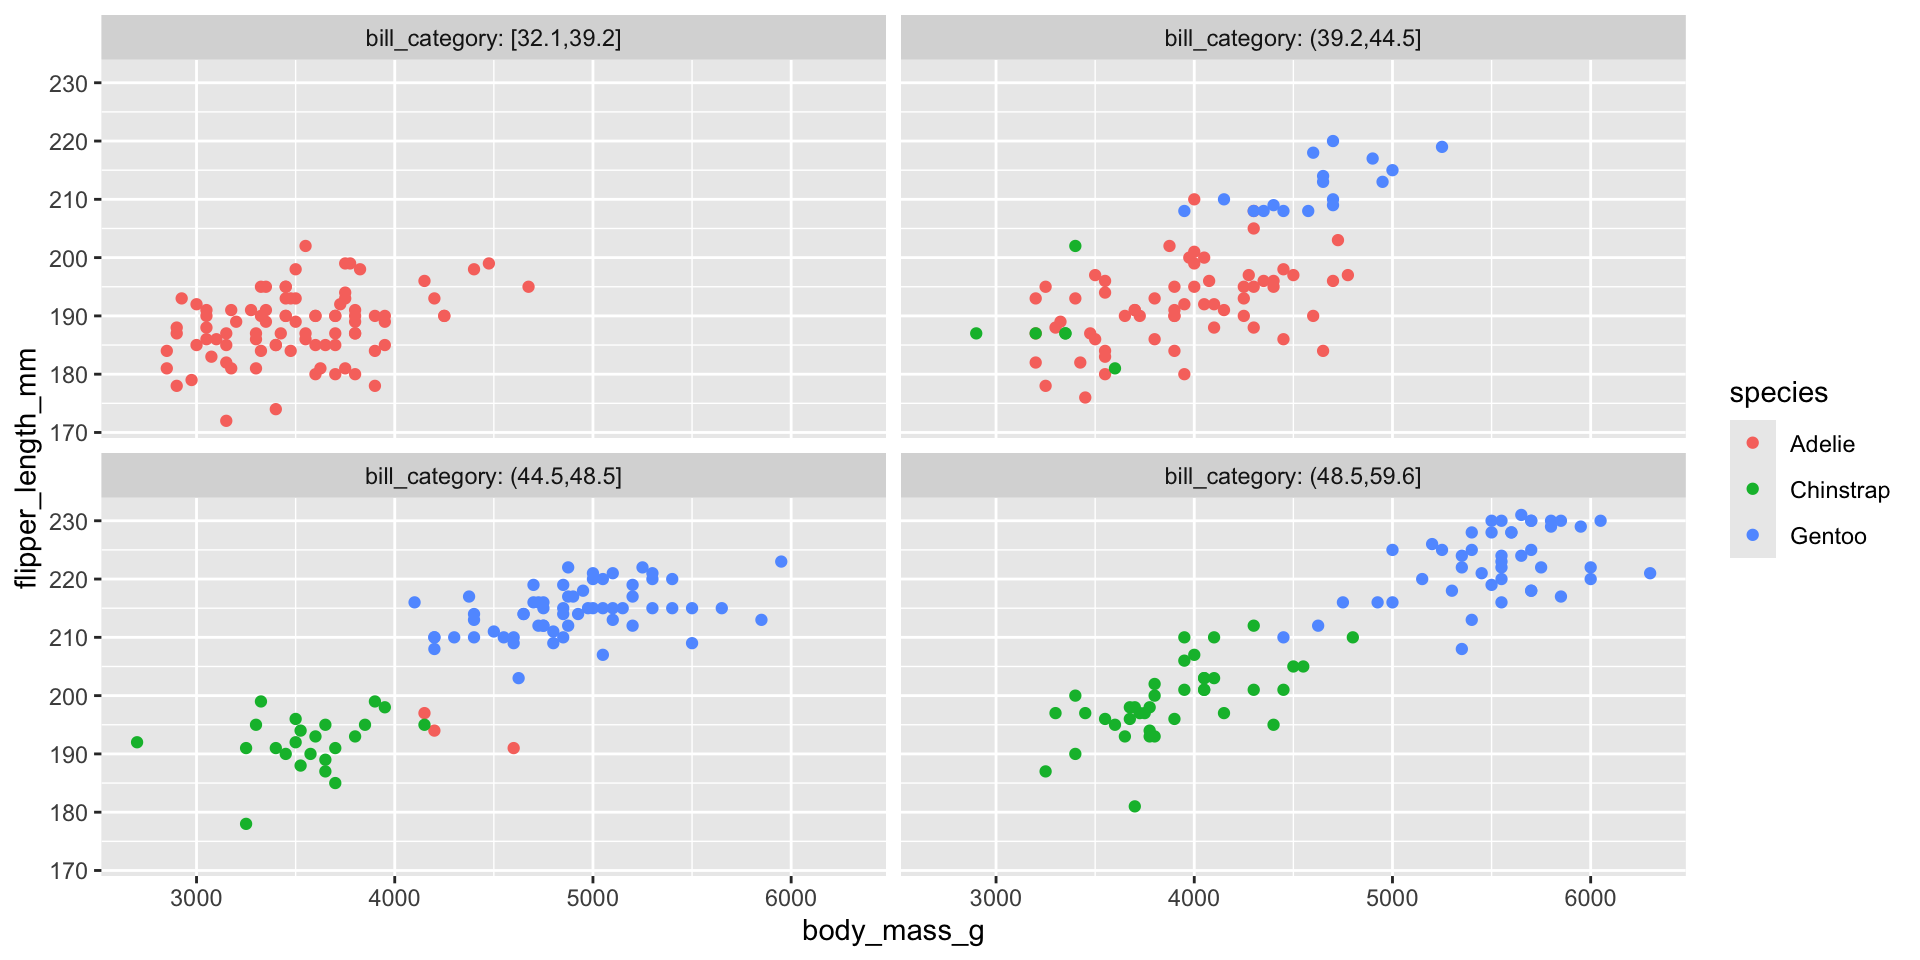 bill_category: [32.1,39.2]
bill_category: (39.2,44.5]
230
220
210
200
190
180
170
bill_category: (44.5,48.5]
bill_category: (48.5,59.6]
230
220
210
200
190
180
170
3000 4000 5000 6000
3000 4000 5000 6000
body_mass_g
flipper_length_mm
species
Adelie
Chinstrap
Gentoo